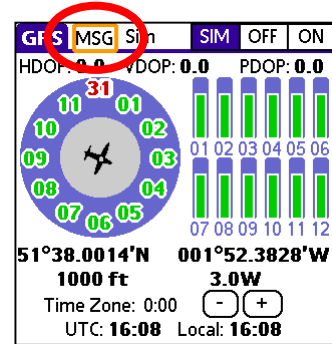 GPS MSG Sim SIM OFF ON
HDOP: 0.0 VDOP: 0.0 PDOP: 0.0
31
11 01
10 02
09 03
08 04
07 06 05
01 02 03 04 05 06
07 08 09 10 11 12
51°38.0014'N 001°52.3828'W
1000 ft 3.0W
Time Zone: 0:00 - +
UTC: 16:08 Local: 16:08